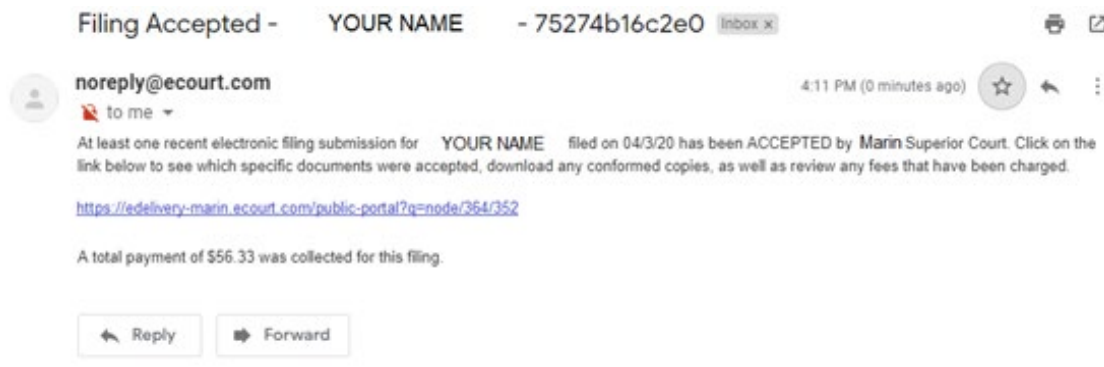 Filing Accepted - YOUR NAME - 75274b16c2e0 Inbox x
noreply@ecourt.com 4:11 PM (0 minutes ago)
to me
At least one recent electronic filing submission for YOUR NAME filed on 04/3/20 has been ACCEPTED by Marin Superior Court. Click on the
link below to see which specific documents were accepted, download any conformed copies, as well as review any fees that have been charged.
https://edelivery-marin.ecourt.com/public-portal?q=node/364/352
A total payment of $56.33 was collected for this filing.
Reply Forward